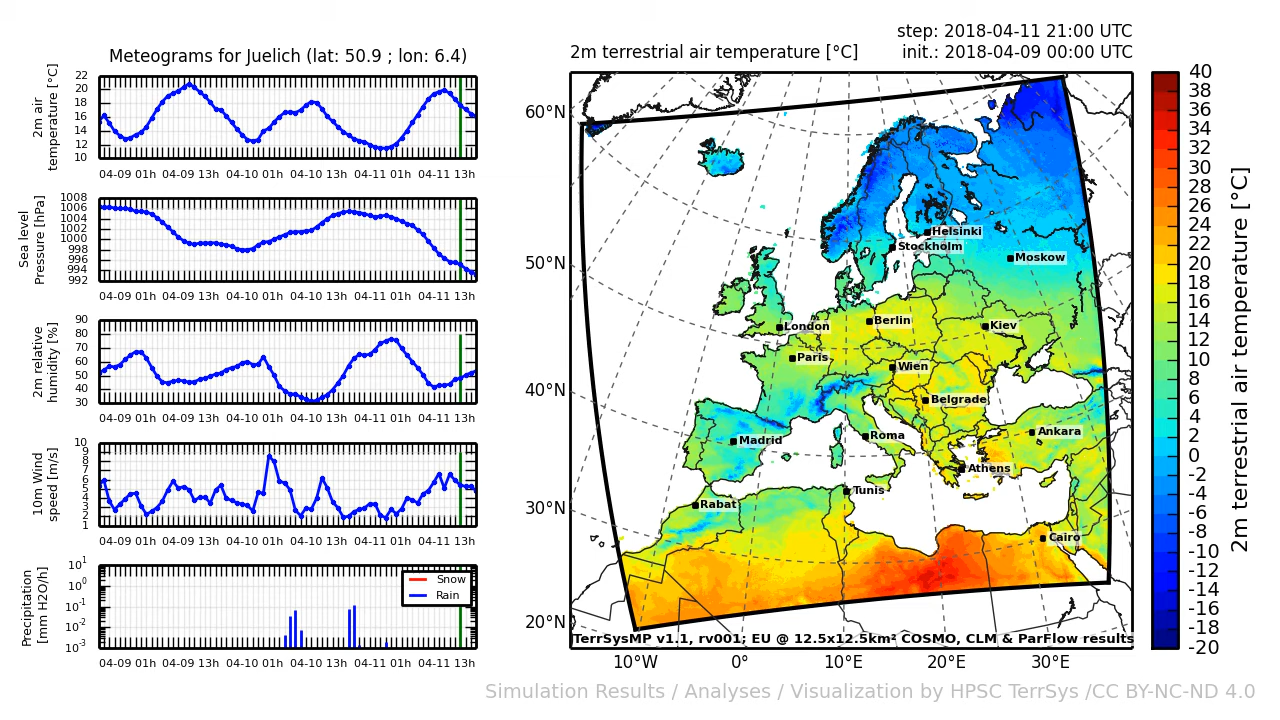 Meteograms for Juelich (lat: 50.9 ; lon: 6.4)
2m air
temperature [°C]
22
20
18
16
14
12
10
04-09 01h 04-09 13h 04-10 01h 04-10 13h 04-11 01h 04-11 13h
Sea level
Pressure [hPa]
1008
1006
1004
1002
1000
998
996
994
992
04-09 01h 04-09 13h 04-10 01h 04-10 13h 04-11 01h 04-11 13h
2m relative
humidity [%]
90
80
70
60
50
40
30
04-09 01h 04-09 13h 04-10 01h 04-10 13h 04-11 01h 04-11 13h
10m Wind
speed [m/s]
10
9
8
7
6
5
4
3
2
1
04-09 01h 04-09 13h 04-10 01h 04-10 13h 04-11 01h 04-11 13h
Precipitation
[mm H2O/h]
10¹
10⁰
10⁻¹
10⁻²
10⁻³
Snow
Rain
04-09 01h 04-09 13h 04-10 01h 04-10 13h 04-11 01h 04-11 13h
step: 2018-04-11 21:00 UTC
2m terrestrial air temperature [°C] init.: 2018-04-09 00:00 UTC
60°N
50°N
40°N
30°N
20°N
Helsinki
Stockholm
Moskow
London
Berlin
Kiev
Paris
Wien
Belgrade
Madrid
Roma
Ankara
Athens
Tunis
Rabat
Cairo
TerrSysMP v1.1, rv001; EU @ 12.5x12.5km² COSMO, CLM & ParFlow results
10°W 0° 10°E 20°E 30°E
40
38
36
34
32
30
28
26
24
22
20
18
16
14
12
10
8
6
4
2
0
-2
-4
-6
-8
-10
-12
-14
-16
-18
-20
2m terrestrial air temperature [°C]
Simulation Results / Analyses / Visualization by HPSC TerrSys /CC BY-NC-ND 4.0